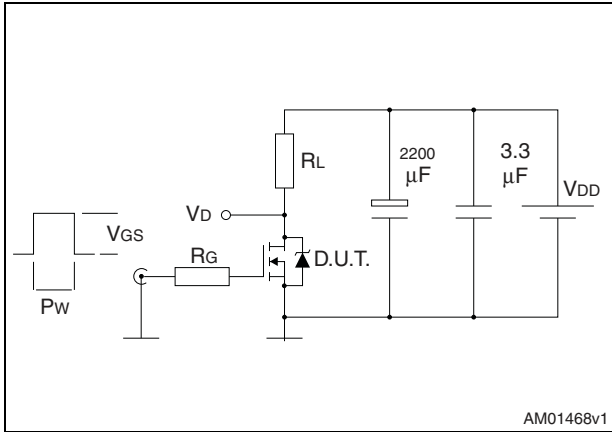 RL
2200
μF
3.3
μF
VDD
VD
VGS
RG
D.U.T.
PW
AM01468v1